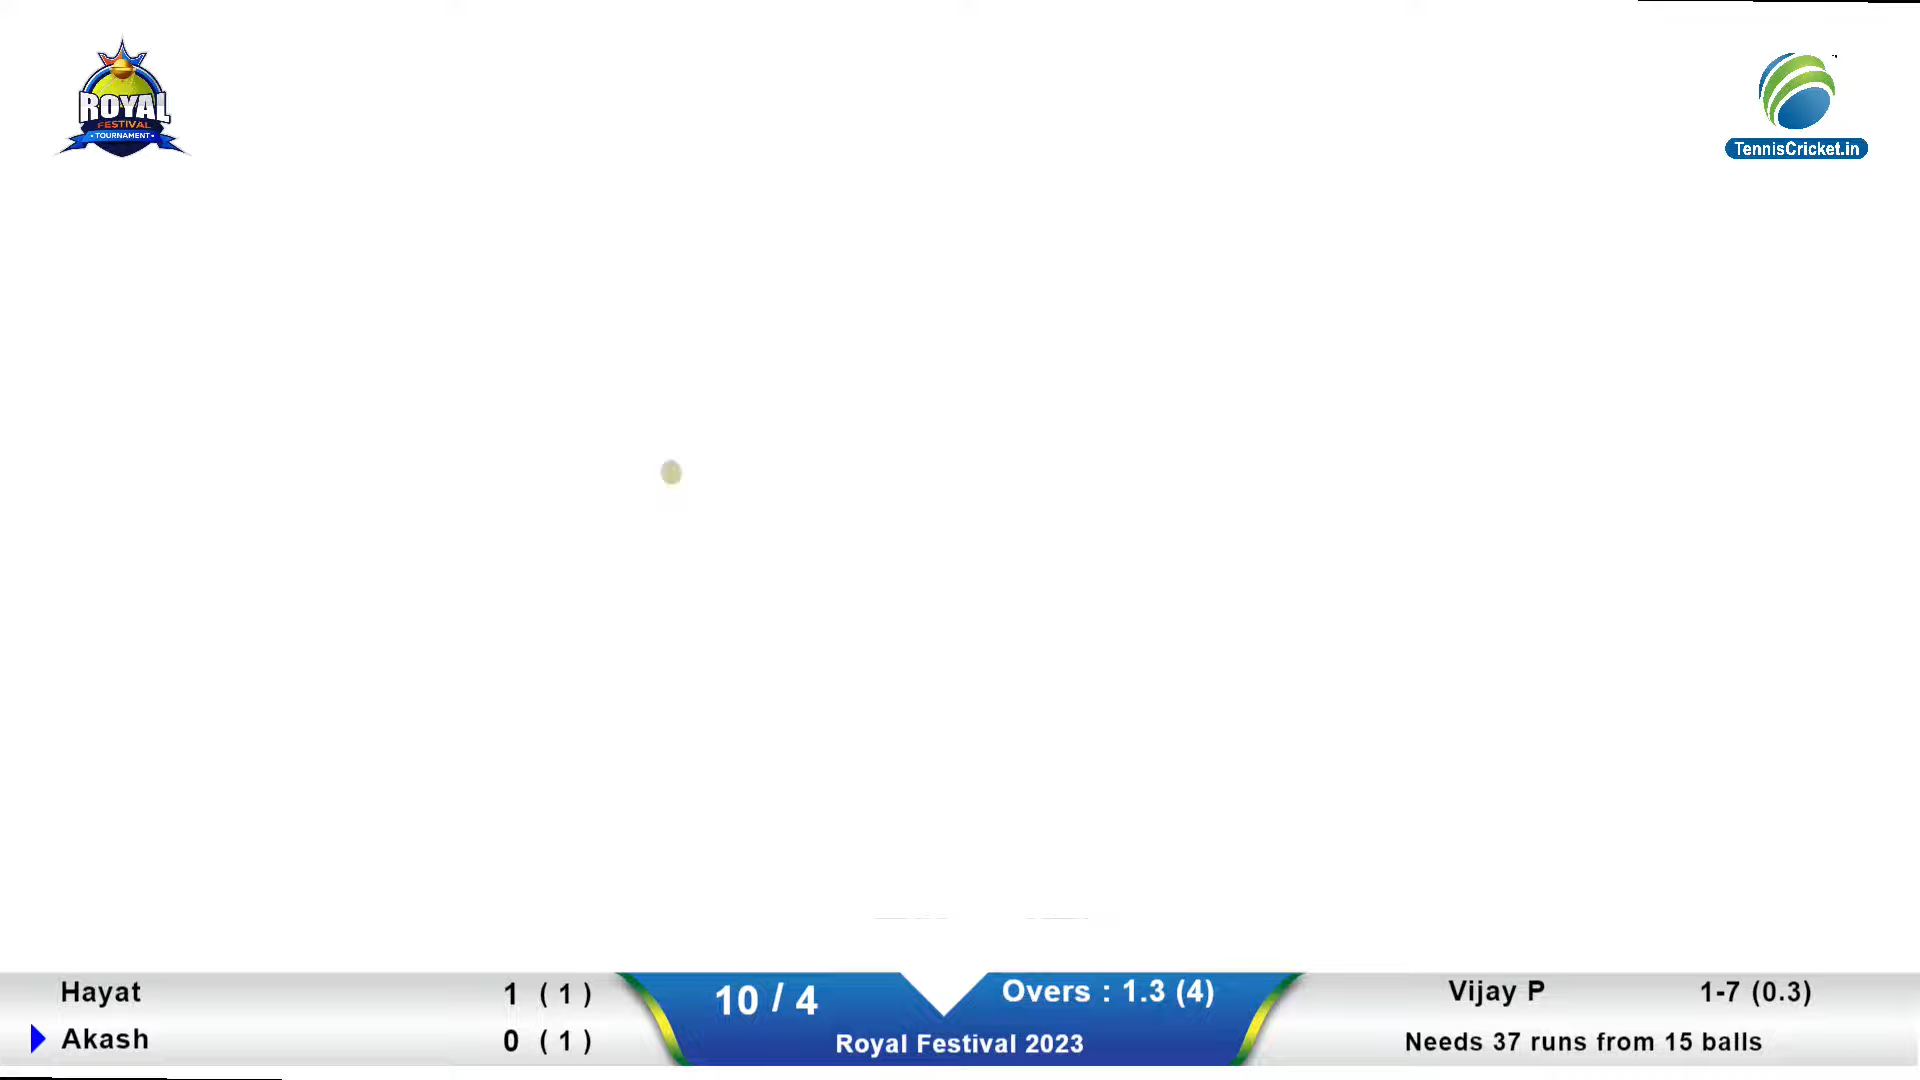 ROYAL
FESTIVAL
TOURNAMENT
TennisCricket.in
Hayat 1 ( 1 )
Akash 0 ( 1 )
10 / 4
Overs : 1.3 (4)
Royal Festival 2023
Vijay P 1-7 (0.3)
Needs 37 runs from 15 balls